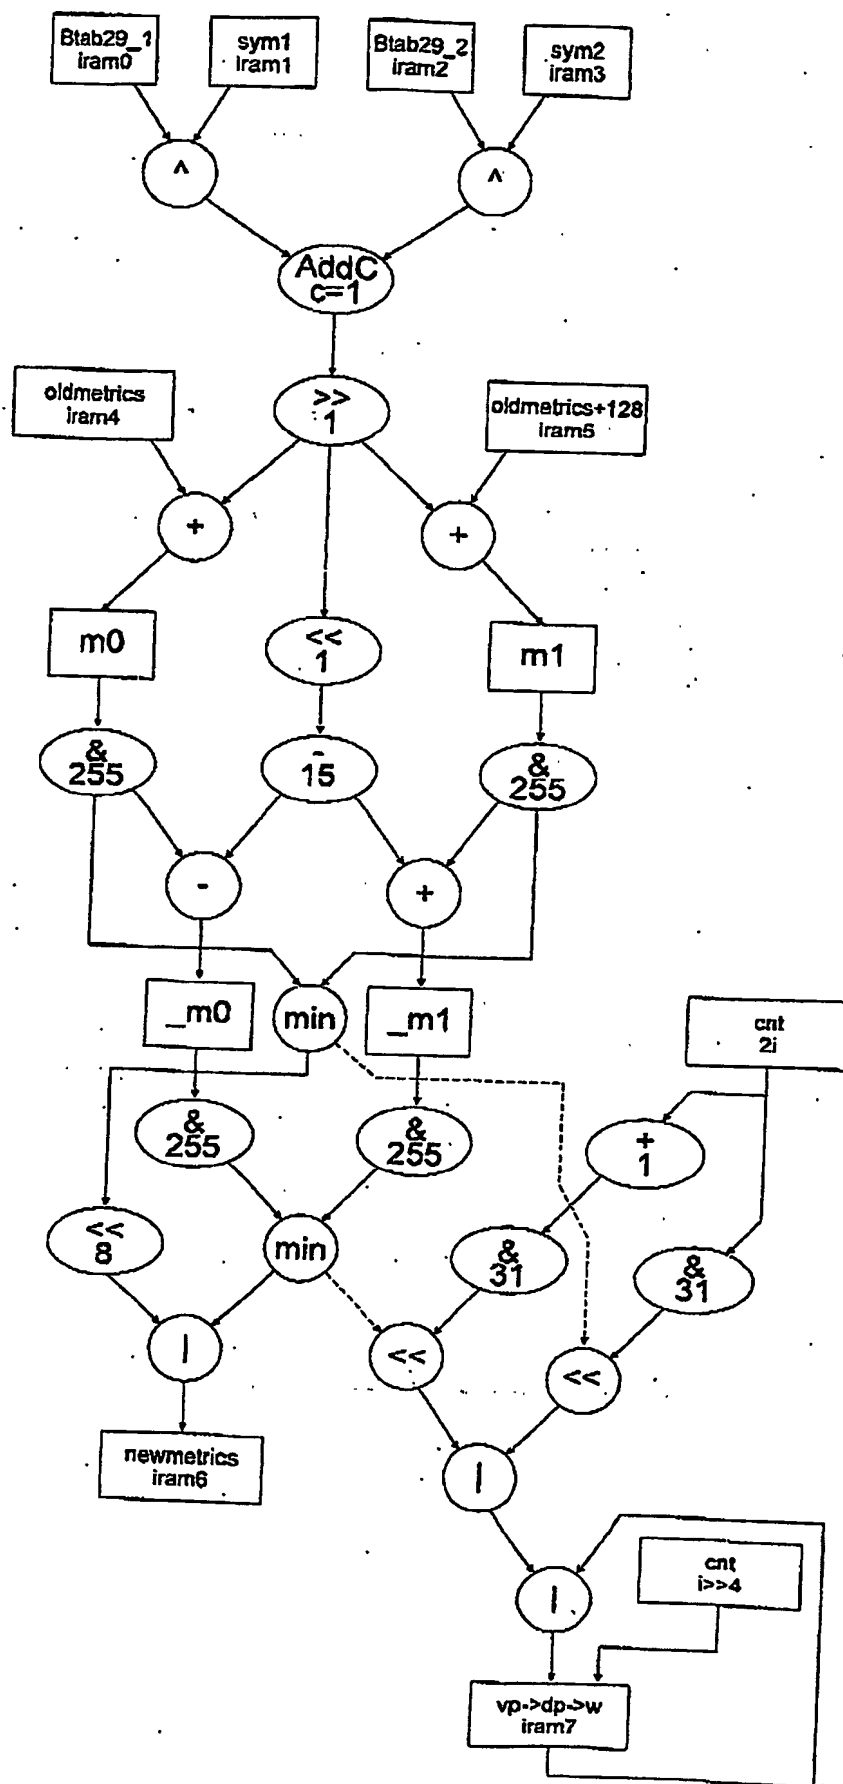 Btab29_1
iram0
sym1
iram1
Btab29_2
iram2
sym2
iram3
^
^
AddC
c=1
>>
1
oldmetrics
iram4
oldmetrics+128
iram5
+
+
m0
<<
1
m1
&
255
-
15
&
255
-
+
_m0
min
_m1
cnt
2i
&
255
&
255
+
1
<<
8
min
&
31
&
31
|
<<
<<
newmetrics
iram6
|
|
cnt
i>>4
vp->dp->w
iram7